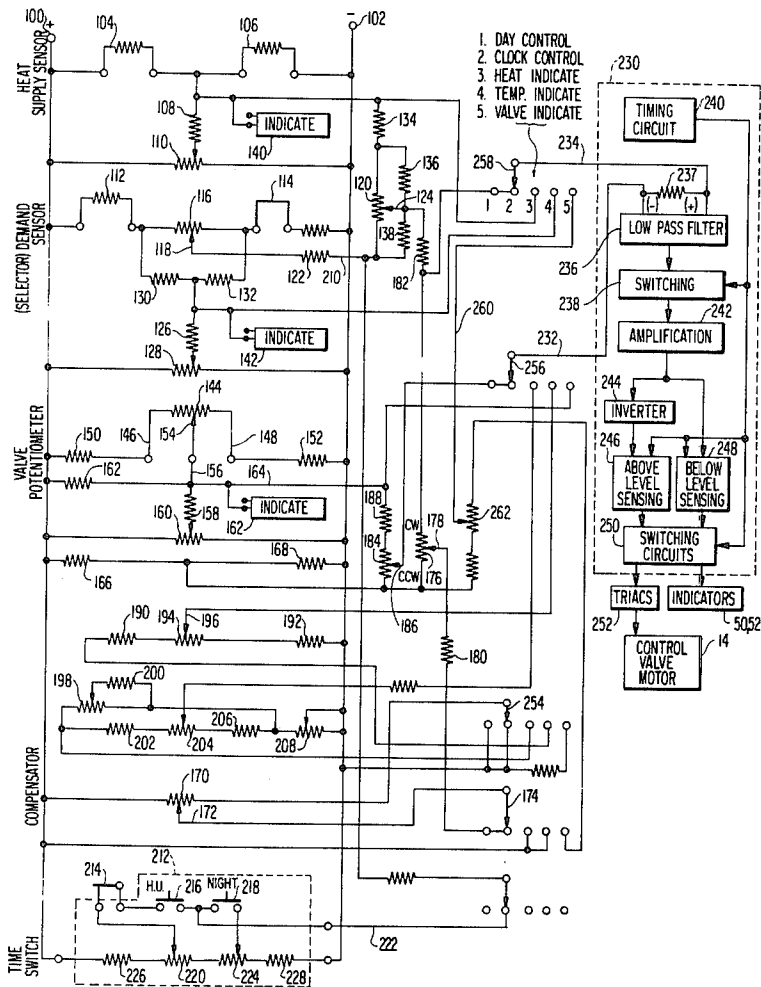 100 + - 102
104 106
HEAT SUPPLY SENSOR
108
110
INDICATE
140
134
136
120
124
138
182
1. DAY CONTROL
2. CLOCK CONTROL
3. HEAT INDICATE
4. TEMP. INDICATE
5. VALVE INDICATE
258
1 2 3 4 5
234
230
TIMING CIRCUIT
240
237
(-) (+)
LOW PASS FILTER
236
SWITCHING
238
AMPLIFICATION
242
244
INVERTER
246
ABOVE LEVEL SENSING
248
BELOW LEVEL SENSING
250
SWITCHING CIRCUITS
TRIACS
252
INDICATORS
50,52
CONTROL VALVE MOTOR
14
(SELECTOR) DEMAND SENSOR
112
116
114
118
122
210
130
132
126
128
INDICATE
142
260
232
256
VALVE POTENTIOMETER
144
150
146
154
148
152
162
156
164
158
160
INDICATE
162
188
184
186
CW
178
CCW
176
262
166
168
180
190
194
196
192
200
198
202
204
206
208
254
COMPENSATOR
170
172
174
212
214
H.U.
216
NIGHT
218
222
TIME SWITCH
226
220
224
228